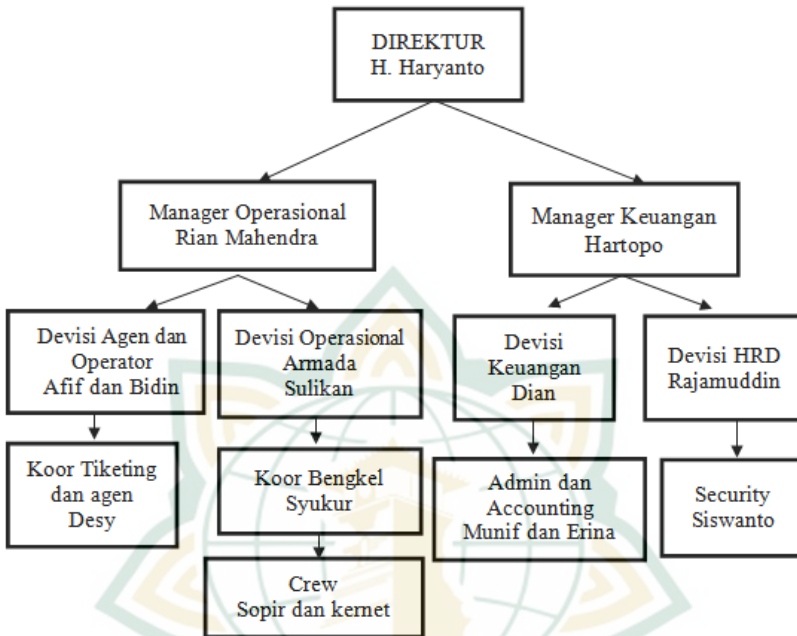 DIREKTUR
H. Haryanto
Manager Operasional
Rian Mahendra
Manager Keuangan
Hartopo
Devisi Agen dan
Operator
Afif dan Bidin
Devisi Operasional
Armada
Sulikan
Devisi
Keuangan
Dian
Devisi HRD
Rajamuddin
Koor Tiketing
dan agen
Desy
Koor Bengkel
Syukur
Admin dan
Accounting
Munif dan Erina
Security
Siswanto
Crew
Sopir dan kernet